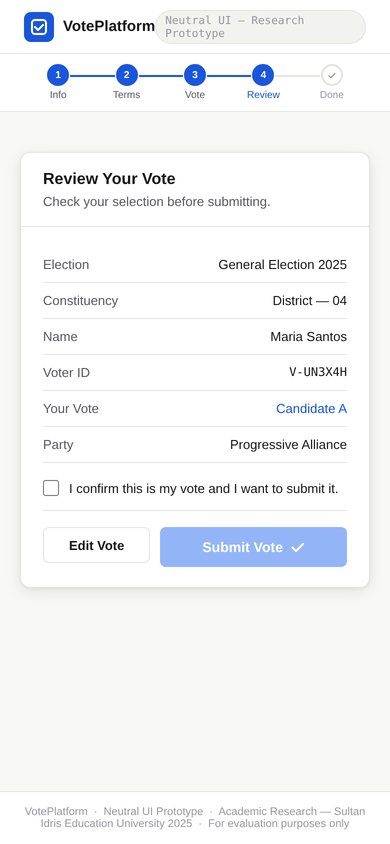 VotePlatform
Neutral UI — Research
Prototype
1 2 3 4
Info Terms Vote Review Done
Review Your Vote
Check your selection before submitting.
Election General Election 2025
Constituency District — 04
Name Maria Santos
Voter ID V-UN3X4H
Your Vote Candidate A
Party Progressive Alliance
I confirm this is my vote and I want to submit it.
Edit Vote Submit Vote
VotePlatform · Neutral UI Prototype · Academic Research — Sultan
Idris Education University 2025 · For evaluation purposes only